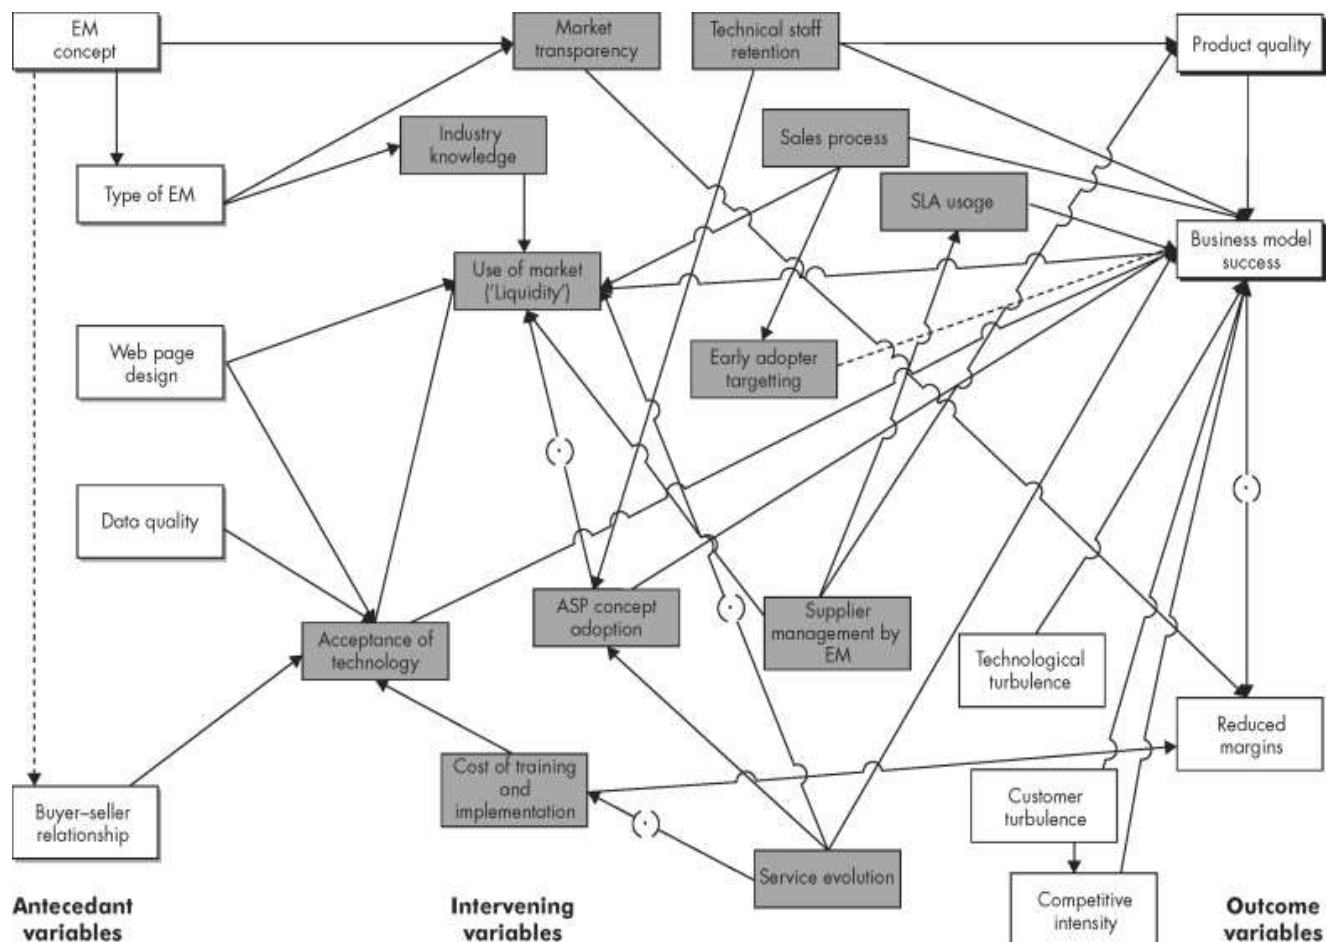 EM
concept
Market
transparency
Technical staff
retention
Product quality
Industry
knowledge
Sales process
Type of EM
SLA usage
Business model
success
Use of market
('Liquidity')
Web page
design
Early adopter
targetting
Data quality
ASP concept
adoption
Supplier
management by
EM
Acceptance of
technology
Technological
turbulence
Reduced
margins
Cost of training
and
implementation
Customer
turbulence
Buyer–seller
relationship
Service evolution
Competitive
intensity
Antecedant
variables
Intervening
variables
Outcome
variables
(·)
(·)
(·)
(·)